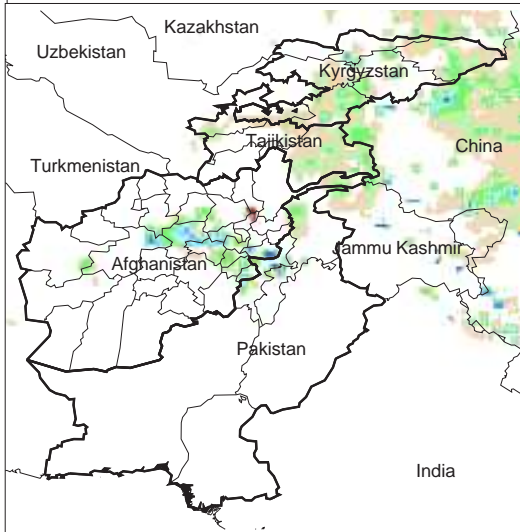 Kazakhstan
Uzbekistan
Kyrgyzstan
Tajikistan
China
Turkmenistan
Jammu Kashmir
Afghanistan
Pakistan
India